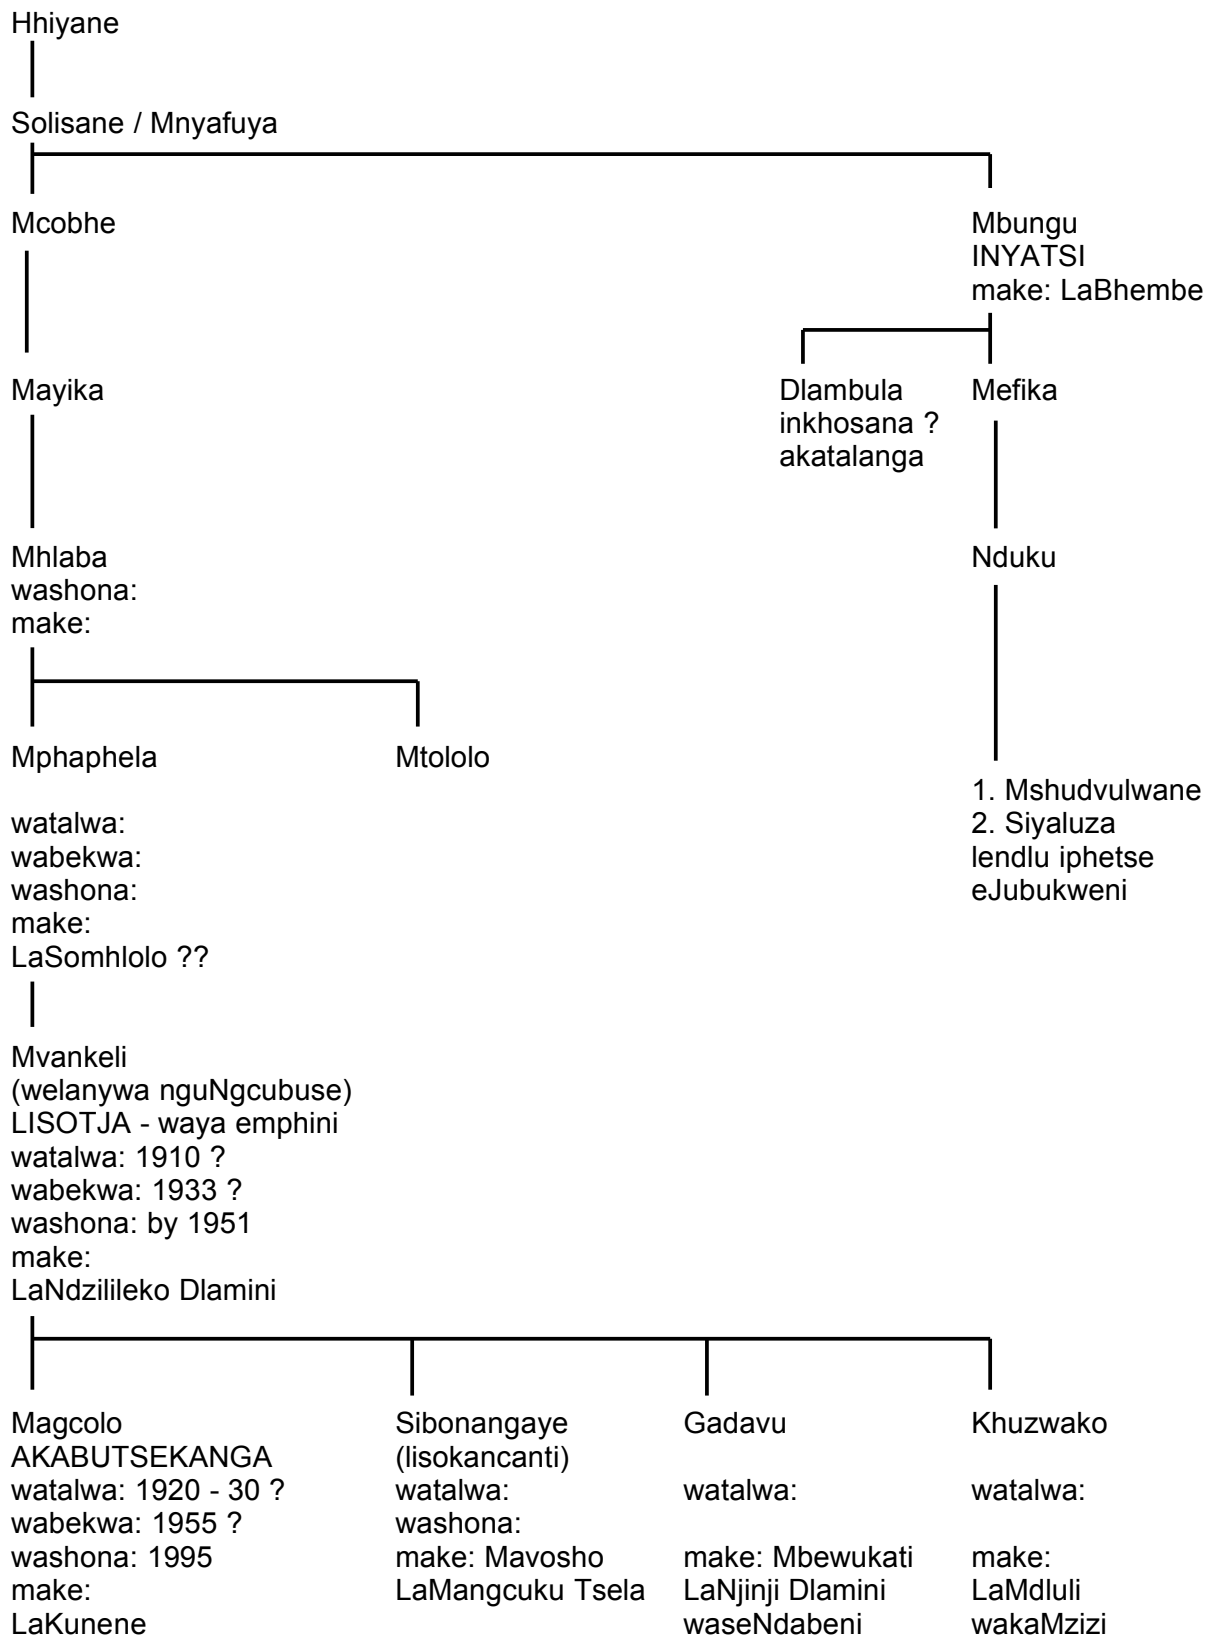 Hhiyane
Solisane / Mnyafuya
Mcobhe
Mbungu
INYATSI
make: LaBhembe
Mayika
Dlambula
inkhosana ?
akatalanga
Mefika
Mhlaba
washona:
make:
Nduku
Mphaphela
Mtololo
watalwa:
wabekwa:
washona:
make:
LaSomhlolo ??
1. Mshudvulwane
2. Siyaluza
lendlu iphetse
eJubukweni
Mvankeli
(welanywa nguNgcubuse)
LISOTJA - waya emphini
watalwa: 1910 ?
wabekwa: 1933 ?
washona: by 1951
make:
LaNdzilileko Dlamini
Magcolo
AKABUTSEKANGA
watalwa: 1920 - 30 ?
wabekwa: 1955 ?
washona: 1995
make:
LaKunene
Sibonangaye
(lisokancanti)
watalwa:
washona:
make: Mavosho
LaMangcuku Tsela
Gadavu
watalwa:
make: Mbewukati
LaNjinji Dlamini
waseNdabeni
Khuzwako
watalwa:
make:
LaMdluli
wakaMzizi